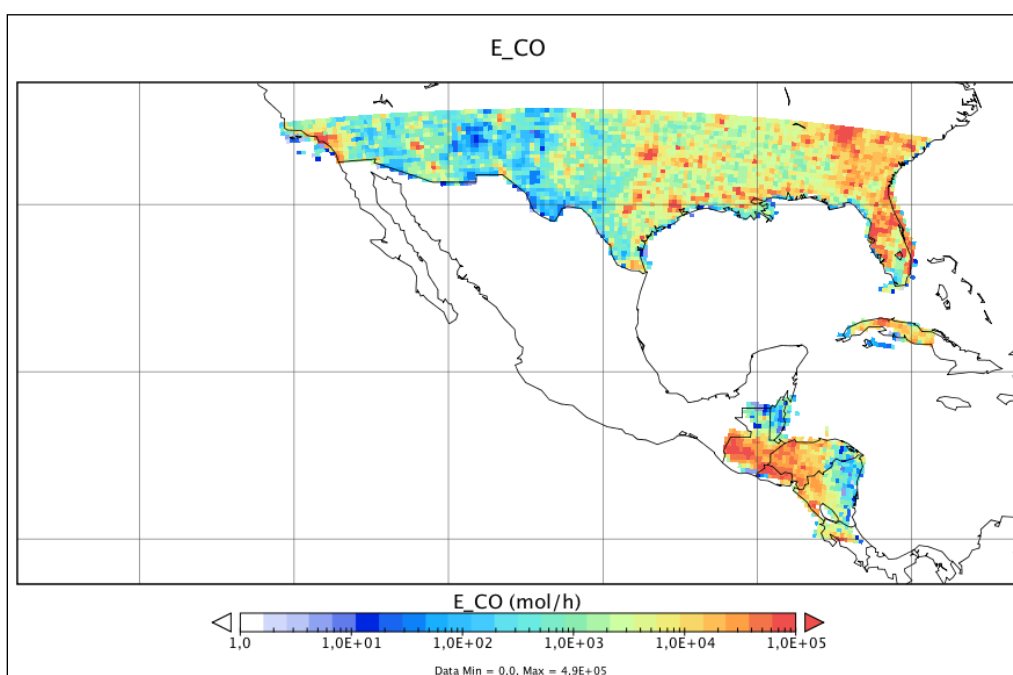 E_CO
E_CO (mol/h)
1,0 1,0E+01 1,0E+02 1,0E+03 1,0E+04 1,0E+05
Data Min = 0.0, Max = 4.9E+05